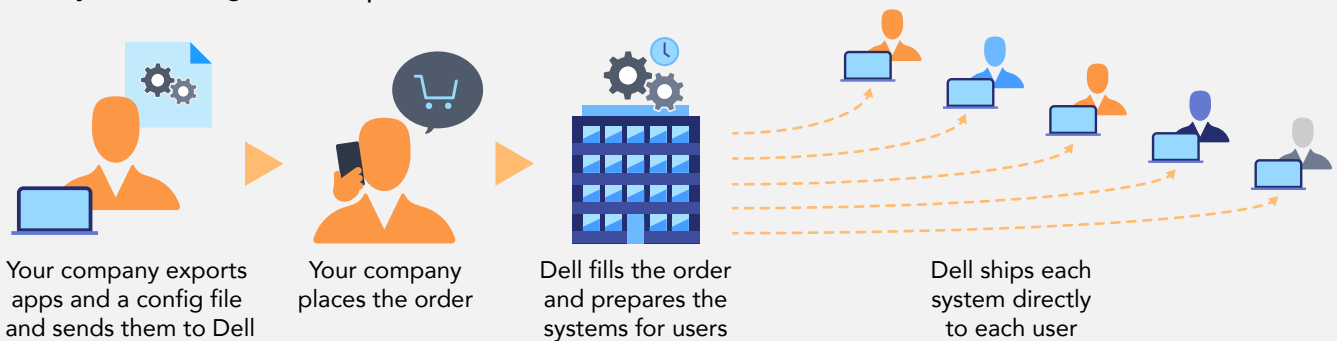 Your company exports
apps and a config file
and sends them to Dell
Your company
places the order
Dell fills the order
and prepares the
systems for users
Dell ships each
system directly
to each user